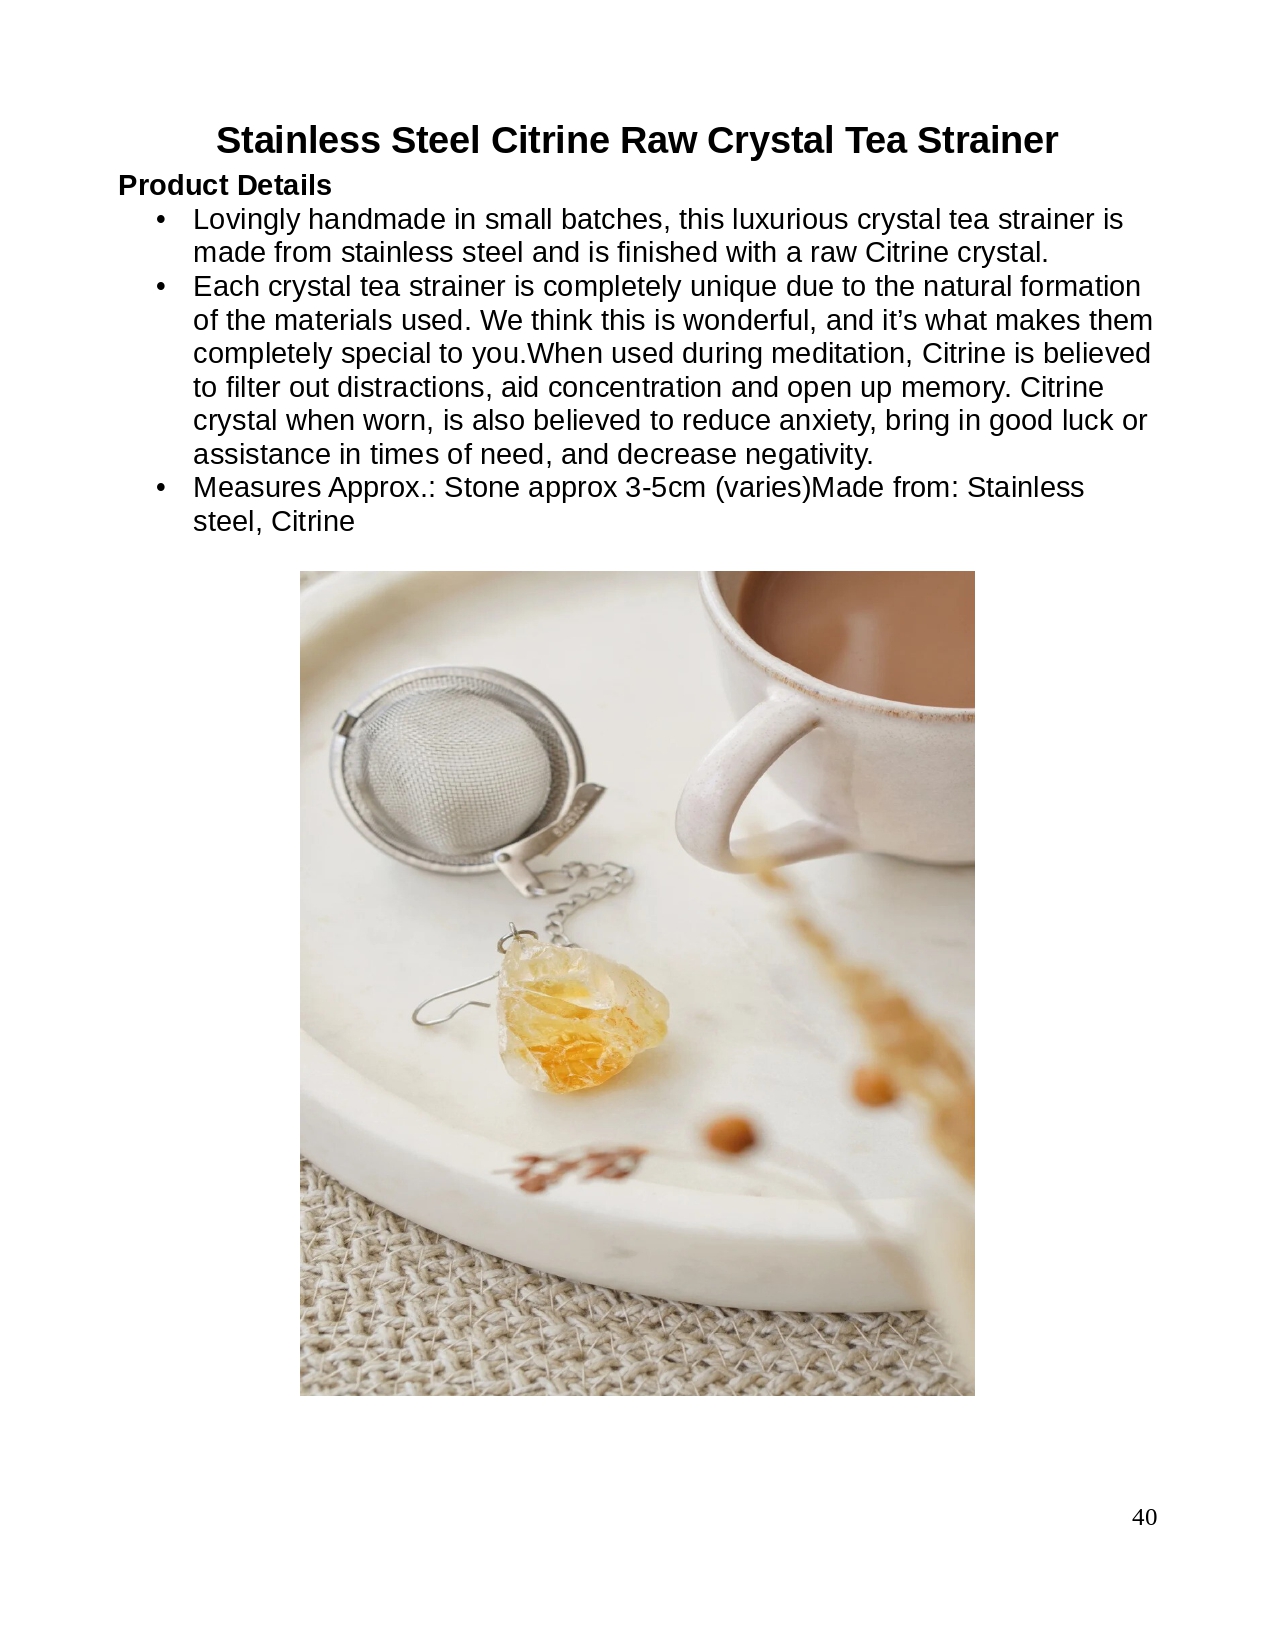 Stainless Steel Citrine Raw Crystal Tea Strainer
Product Details
• Lovingly handmade in small batches, this luxurious crystal tea strainer is
made from stainless steel and is finished with a raw Citrine crystal.
• Each crystal tea strainer is completely unique due to the natural formation
of the materials used. We think this is wonderful, and it’s what makes them
completely special to you.When used during meditation, Citrine is believed
to filter out distractions, aid concentration and open up memory. Citrine
crystal when worn, is also believed to reduce anxiety, bring in good luck or
assistance in times of need, and decrease negativity.
• Measures Approx.: Stone approx 3-5cm (varies)Made from: Stainless
steel, Citrine
40